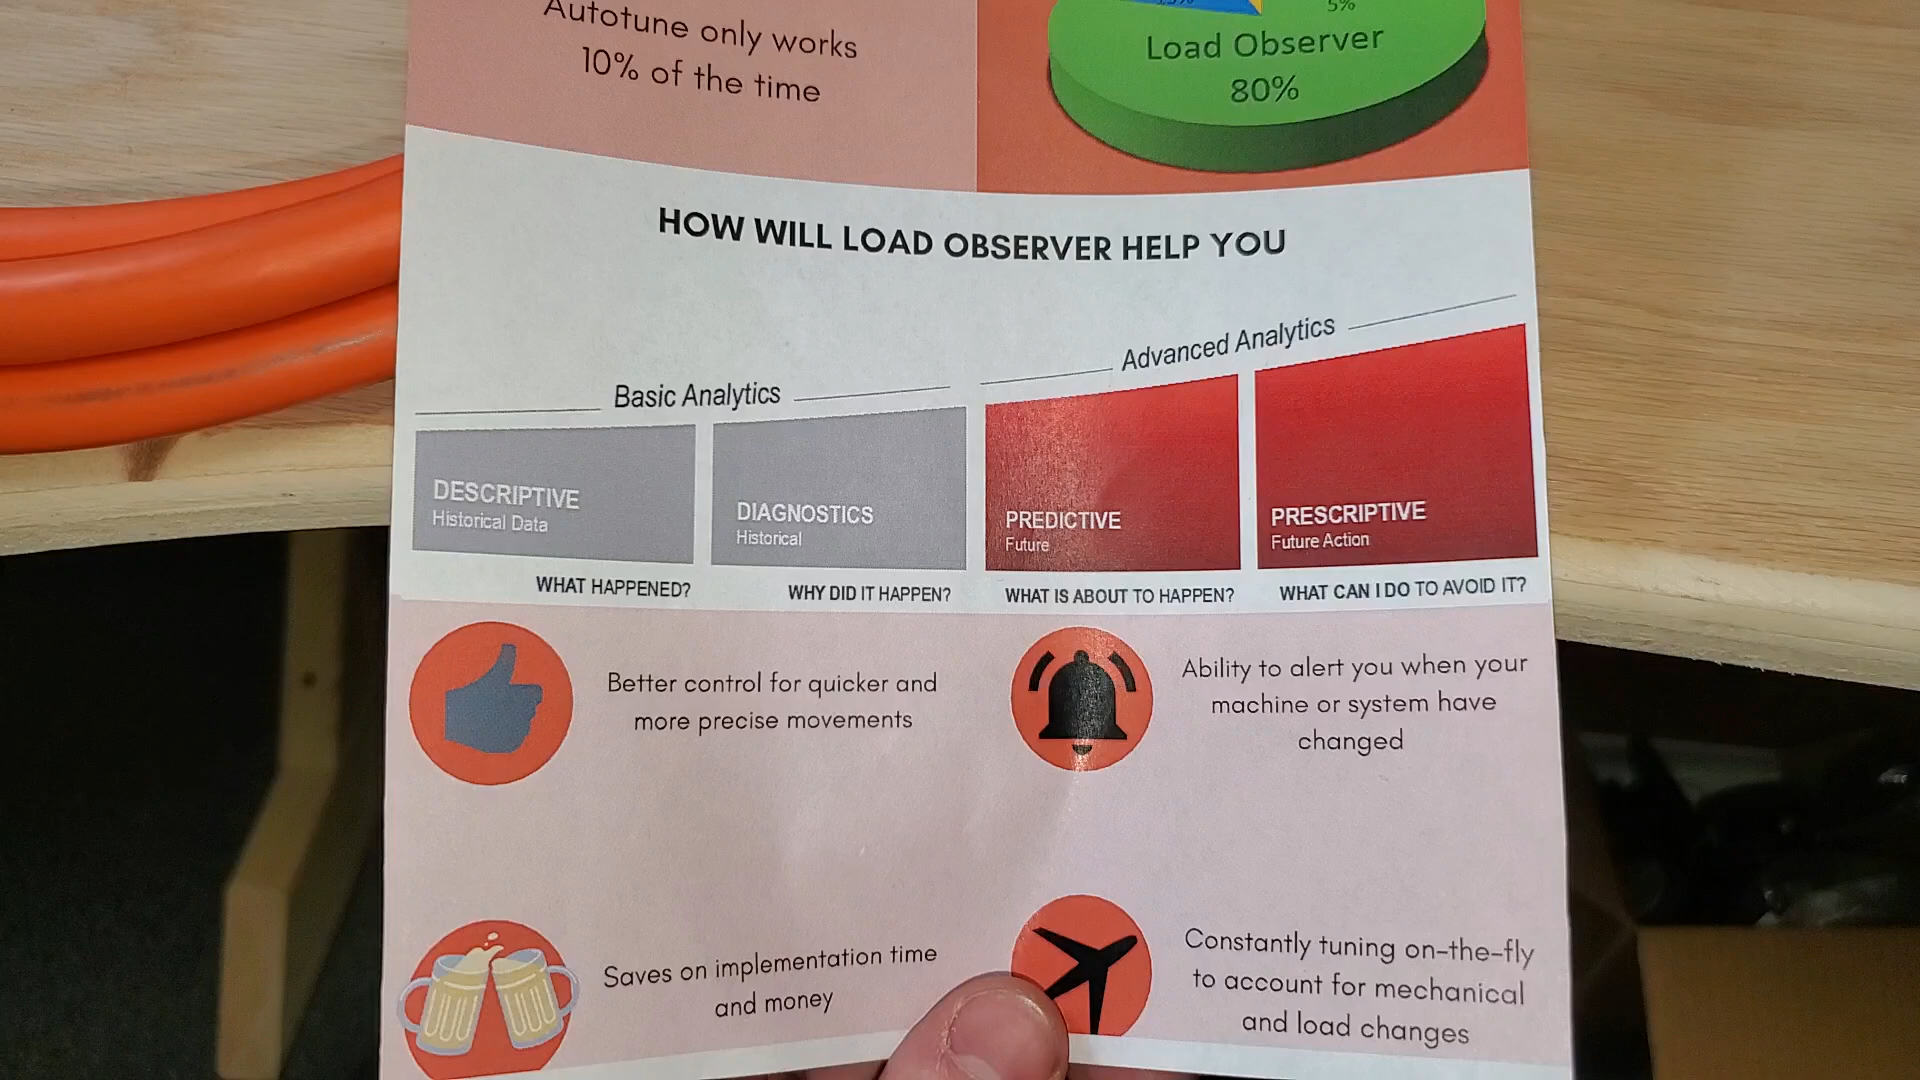 Autotune only works
10% of the time
5%
Load Observer
80%
HOW WILL LOAD OBSERVER HELP YOU
Basic Analytics
Advanced Analytics
DESCRIPTIVE
Historical Data
DIAGNOSTICS
Historical
PREDICTIVE
Future
PRESCRIPTIVE
Future Action
WHAT HAPPENED?
WHY DID IT HAPPEN?
WHAT IS ABOUT TO HAPPEN?
WHAT CAN I DO TO AVOID IT?
Better control for quicker and
more precise movements
Ability to alert you when your
machine or system have
changed
Saves on implementation time
and money
Constantly tuning on-the-fly
to account for mechanical
and load changes